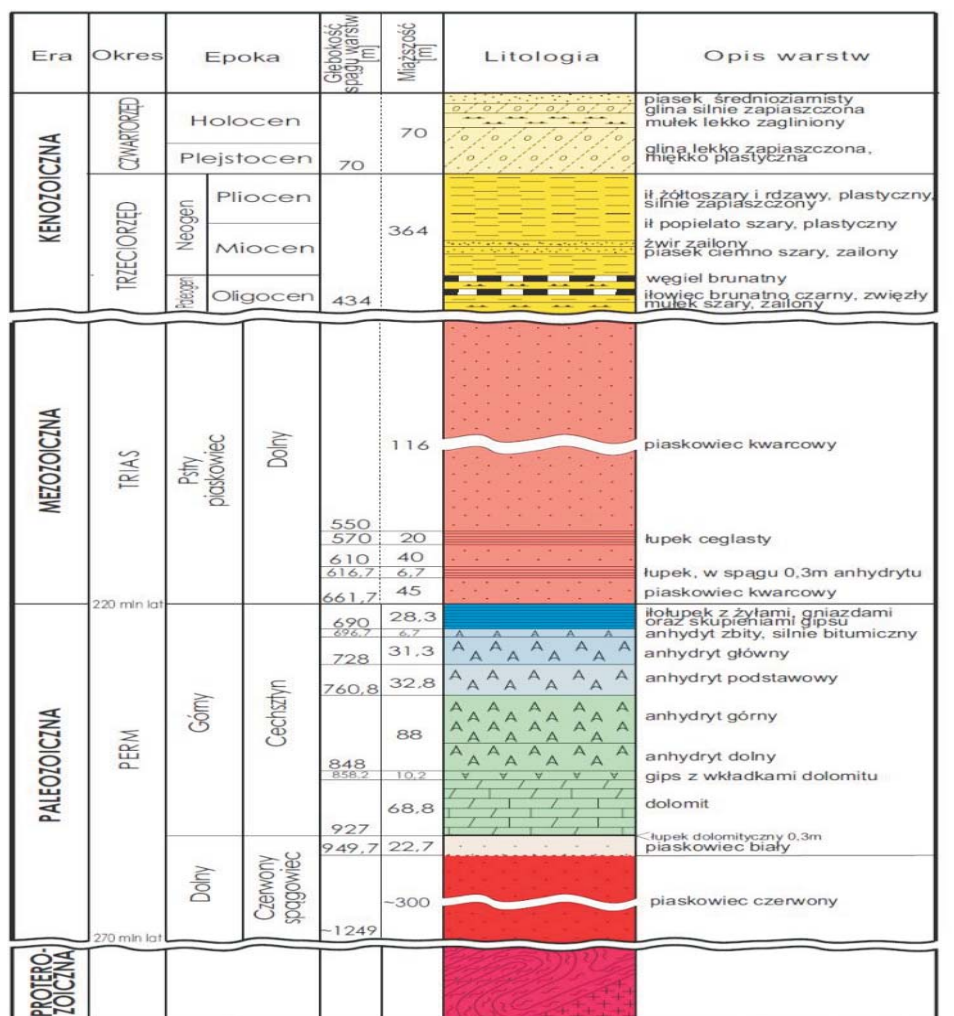 Era
Okres
Epoka
Głębokość
spągu warstw
[m]
Miąższość
[m]
Litologia
Opis warstw
KENOZOICZNA
CZWARTORZĘD
Holocen
Plejstocen
70
70
piasek średnioziarnisty
glina silnie zapiaszczona
mułek lekko zagliniony
glina lekko zapiaszczona,
miękko plastyczna
TRZECIORZĘD
Neogen
Pliocen
Miocen
Paleogen
Oligocen
434
364
ił żółtoszary i rdzawy, plastyczny,
silnie zapiaszczony
ił popielato szary, plastyczny
żwir zailony
piasek ciemno szary, zailony
węgiel brunatny
iłowiec brunatno czarny, zwięzły
mułek szary, zailony
MEZOZOICZNA
TRIAS
Pstry
piaskowiec
Dolny
116
piaskowiec kwarcowy
550
570
20
łupek ceglasty
610
40
616,7
6,7
łupek, w spągu 0,3m anhydrytu
661,7
45
piaskowiec kwarcowy
220 mln lat
PALEOZOICZNA
PERM
Górny
Cechsztyn
690
28,3
iłołupek z żyłami, gniazdami
oraz skupieniami gipsu
696,7
6,7
anhydyt zbity, silnie bitumiczny
728
31,3
anhydryt główny
760,8
32,8
anhydryt podstawowy
848
88
anhydryt górny
anhydryt dolny
858,2
10,2
gips z wkładkami dolomitu
927
68,8
dolomit
łupek dolomityczny 0,3m
Dolny
Czerwony
spągowiec
949,7
22,7
piaskowiec biały
~1249
~300
piaskowiec czerwony
270 mln lat
PROTERO-
ZOICZNA